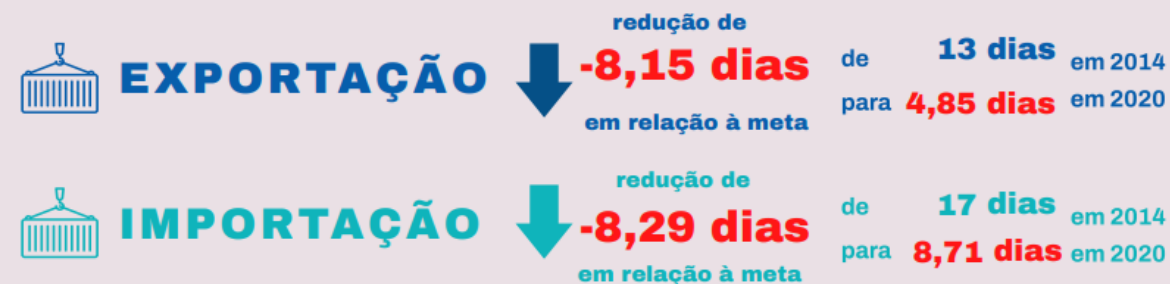 EXPORTAÇÃO
redução de
-8,15 dias
em relação à meta
de 13 dias em 2014
para 4,85 dias em 2020
IMPORTAÇÃO
redução de
-8,29 dias
em relação à meta
de 17 dias em 2014
para 8,71 dias em 2020